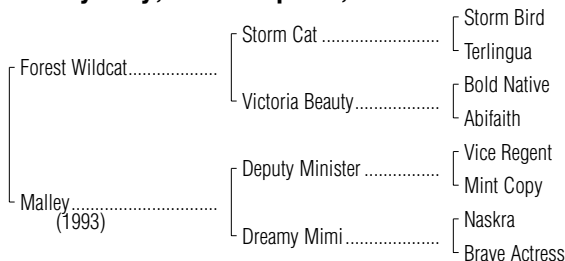 Storm Bird
Storm Cat ..............................
Terlingua
Forest Wildcat....................
Bold Native
Victoria Beauty......................
Abifaith
Vice Regent
Deputy Minister ...................
Mint Copy
Malley.................................
(1993)
Naskra
Dreamy Mimi........................
Brave Actress